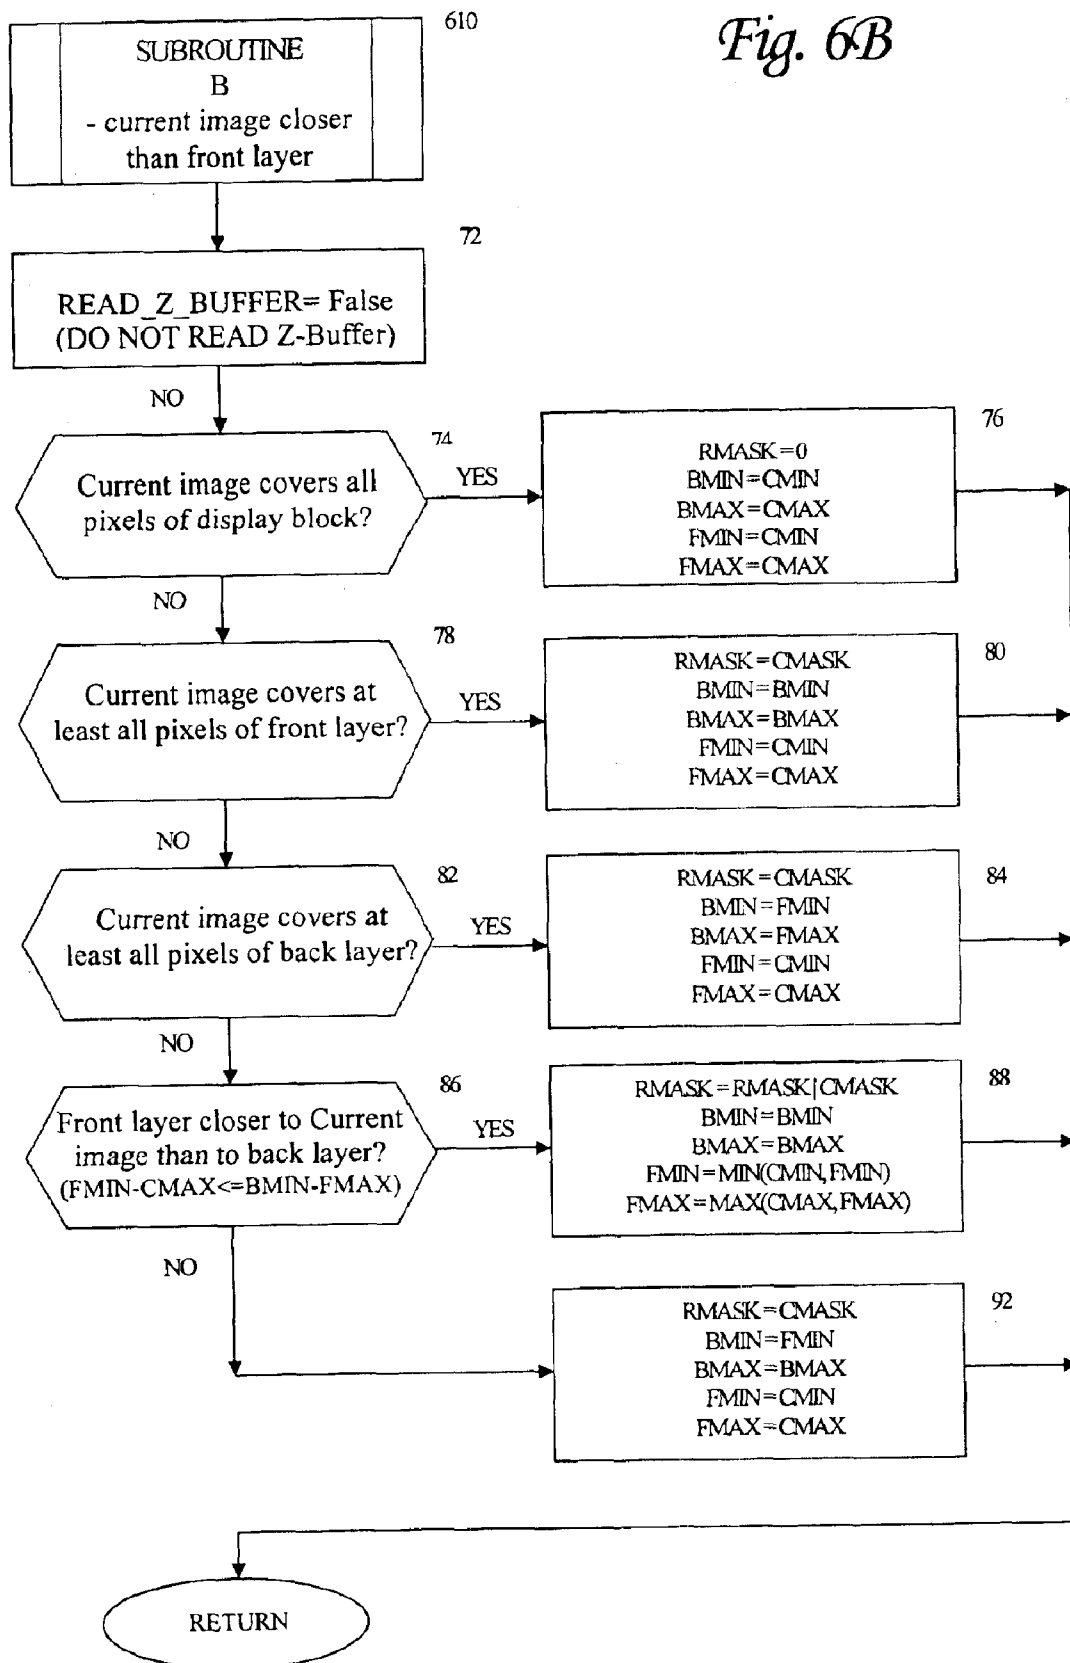 610
Fig. 6B
SUBROUTINE
B
- current image closer
than front layer
72
READ_Z_BUFFER= False
(DO NOT READ Z-Buffer)
NO
74
Current image covers all
pixels of display block?
YES
76
RMASK=0
BMIN=CMIN
BMAX=CMAX
FMIN=CMIN
FMAX=CMAX
NO
78
Current image covers at
least all pixels of front layer?
YES
80
RMASK=CMASK
BMIN=BMIN
BMAX=BMAX
FMIN=CMIN
FMAX=CMAX
NO
82
Current image covers at
least all pixels of back layer?
YES
84
RMASK=CMASK
BMIN=FMIN
BMAX=FMAX
FMIN=CMIN
FMAX=CMAX
NO
86
Front layer closer to Current
image than to back layer?
(FMIN-CMAX<=BMIN-FMAX)
YES
88
RMASK=RMASK|CMASK
BMIN=BMIN
BMAX=BMAX
FMIN=MIN(CMIN,FMIN)
FMAX=MAX(CMAX,FMAX)
NO
92
RMASK=CMASK
BMIN=FMIN
BMAX=BMAX
FMIN=CMIN
FMAX=CMAX
RETURN